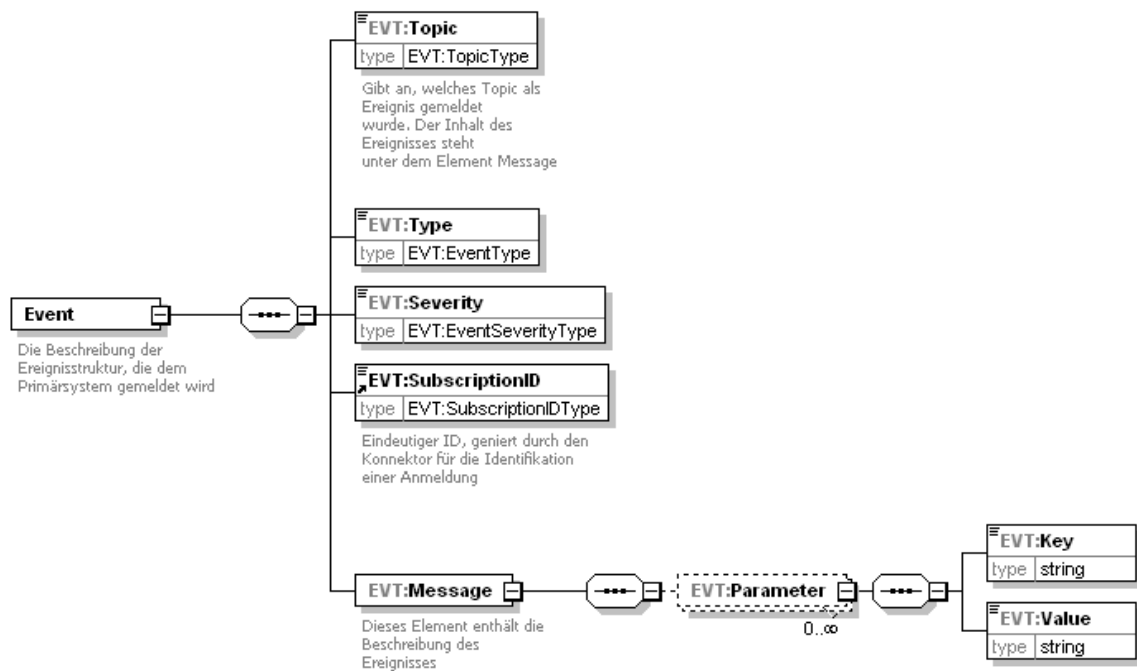 EVT:Topic
type EVT:TopicType
Gibt an, welches Topic als
Ereignis gemeldet
wurde. Der Inhalt des
Ereignisses steht
unter dem Element Message
EVT:Type
type EVT:EventType
Event
Die Beschreibung der
Ereignisstruktur, die dem
Primärsystem gemeldet wird
EVT:Severity
type EVT:EventSeverityType
EVT:SubscriptionID
type EVT:SubscriptionIDType
Eindeutiger ID, geniert durch den
Konnektor für die Identifikation
einer Anmeldung
EVT:Message
Dieses Element enthält die
Beschreibung des
Ereignisses
EVT:Parameter
0..∞
EVT:Key
type string
EVT:Value
type string